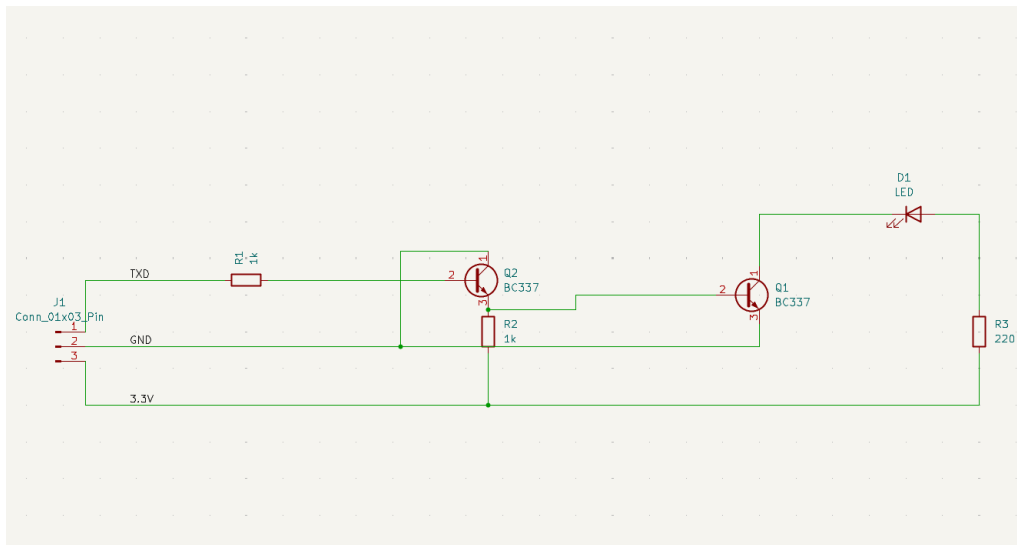 D1
LED
R1
1k
1
2
Q2
BC337
3
TXD
1
2
Q1
BC337
3
J1
Conn_01x03_Pin
1
2
3
GND
R2
1k
R3
220
3.3V